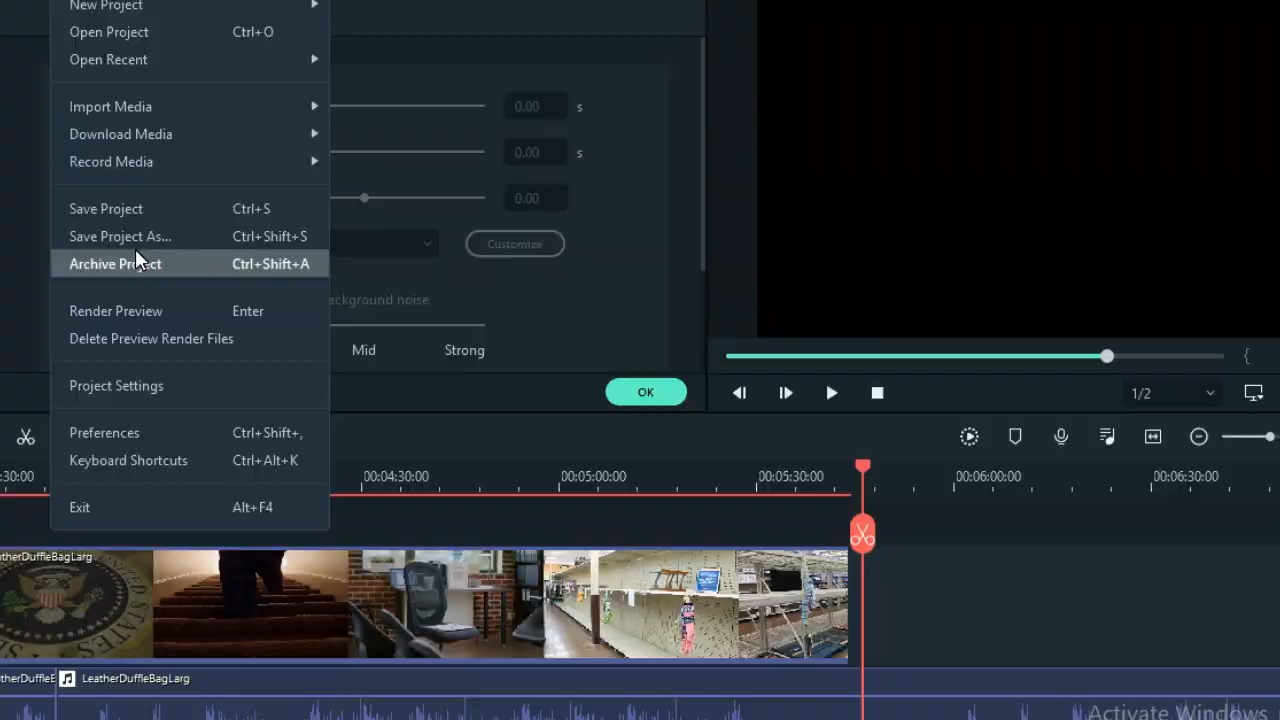 New Project
Open Project Ctrl+O
Open Recent
Import Media
Download Media
Record Media
Save Project Ctrl+S
Save Project As... Ctrl+Shift+S
Archive Project Ctrl+Shift+A
Render Preview Enter
Delete Preview Render Files
Project Settings
Preferences Ctrl+Shift+,
Keyboard Shortcuts Ctrl+Alt+K
Exit Alt+F4
0.00 s
0.00 s
0.00
Customize
ackground noise
Mid Strong
OK
1/2
:30:00 00:04:30:00 00:05:00:00 00:05:30:00 00:06:00:00 00:06:30:00
atherDuffleBagLarg
atherDuffleE LeatherDuffleBagLarg
Activate Windows